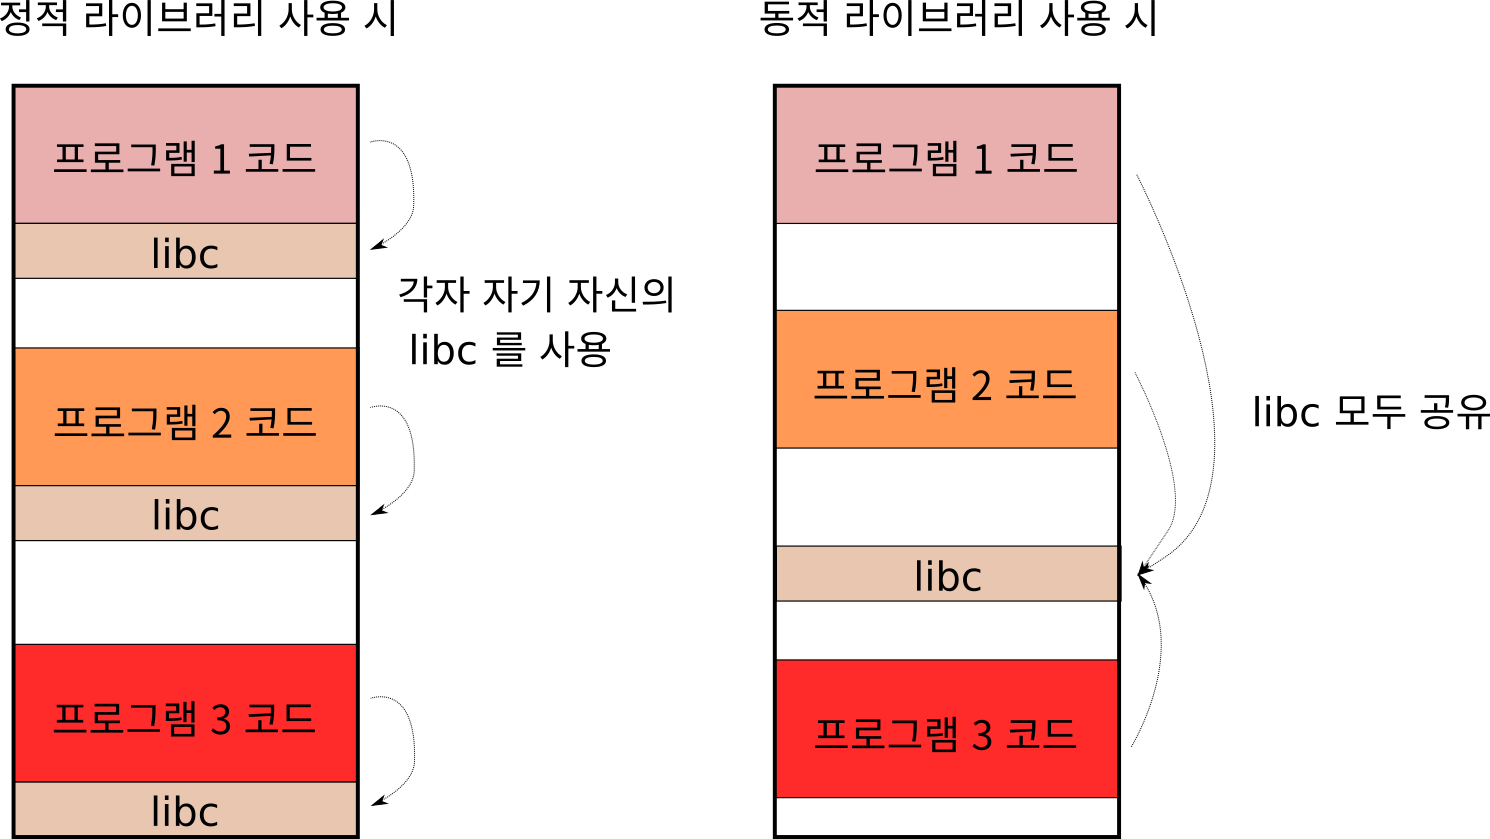 정적 라이브러리 사용 시
프로그램 1 코드
libc
각자 자기 자신의
libc 를 사용
프로그램 2 코드
libc
프로그램 3 코드
libc
동적 라이브러리 사용 시
프로그램 1 코드
프로그램 2 코드
libc 모두 공유
libc
프로그램 3 코드